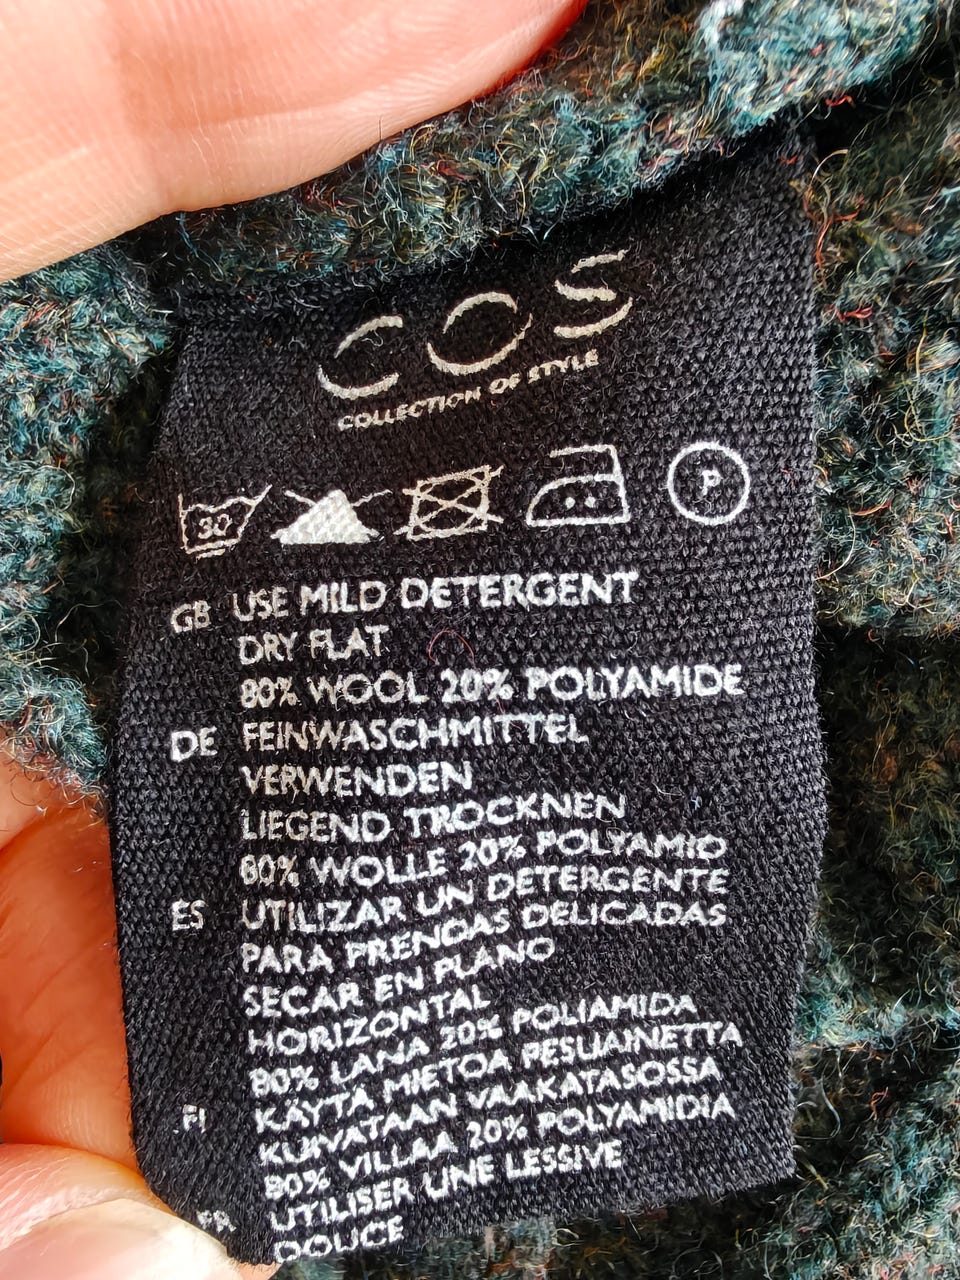 COS
COLLECTION OF STYLE
30 P
GB USE MILD DETERGENT
DRY FLAT
80% WOOL 20% POLYAMIDE
DE FEINWASCHMITTEL
VERWENDEN
LIEGEND TROCKNEN
80% WOLLE 20% POLYAMID
ES UTILIZAR UN DETERGENTE
PARA PRENDAS DELICADAS
SECAR EN PLANO
HORIZONTAL
80% LANA 20% POLIAMIDA
FI KÄYTÄ MIETOA PESUAINETTA
KUIVATAAN VAAKATASOSSA
80% VILLAA 20% POLYAMIDIA
FR UTILISER UNE LESSIVE
DOUCE